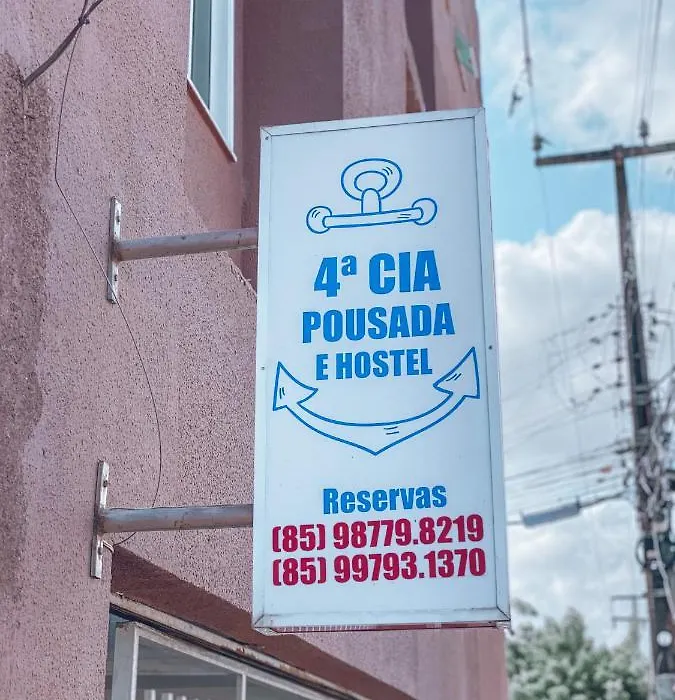 4ª CIA
POUSADA
E HOSTEL
Reservas
(85) 98779.8219
(85) 99793.1370